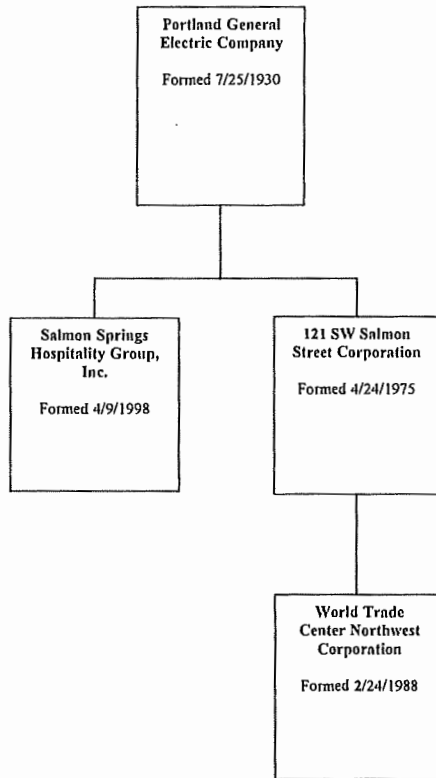 Portland General
Electric Company
Formed 7/25/1930
Salmon Springs
Hospitality Group,
Inc.
Formed 4/9/1998
121 SW Salmon
Street Corporation
Formed 4/24/1975
World Trade
Center Northwest
Corporation
Formed 2/24/1988